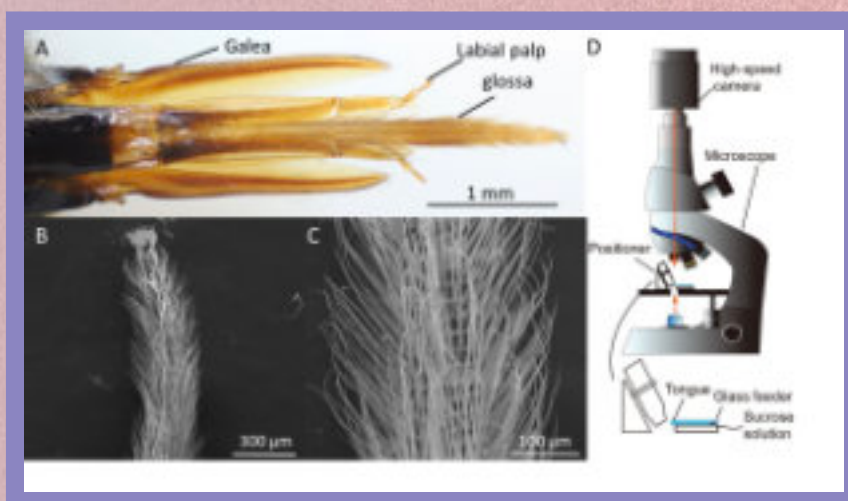 A
Galea
Labial palp
glossa
1 mm
B
300 μm
C
100 μm
D
High-speed
camera
Microscope
Positioner
Tongue
Glass feeder
Sucrose
solution